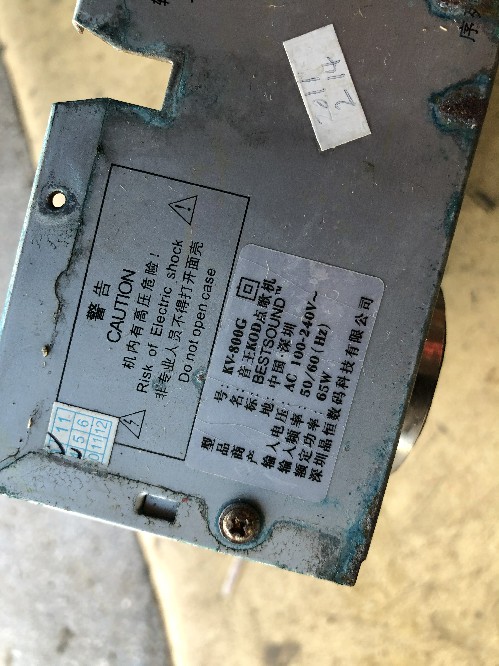 警告
CAUTION
机内有高压危险！
Risk of Electric shock
非专业人员不得打开面壳
Do not open case
型号：KV-800G
品名：音王KOD点歌机
商标：BESTSOUND™
产地：中国·深圳
输入电压：AC 100-240V~
输入频率：50/60 (Hz)
额定功率：65W
深圳晶恒数码科技有限公司
214
11
5 6
11 12